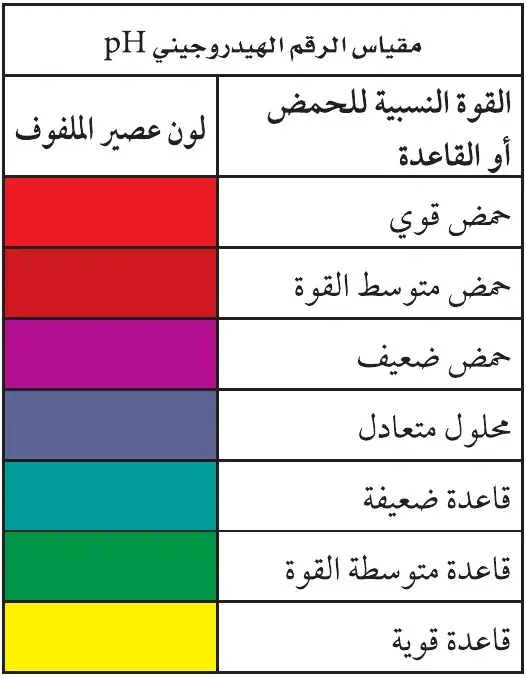 مقياس الرقم الهيدروجيني pH
القوة النسبية للحمض
أو القاعدة
لون عصير الملفوف
حمض قوي
حمض متوسط القوة
حمض ضعيف
محلول متعادل
قاعدة ضعيفة
قاعدة متوسطة القوة
قاعدة قوية